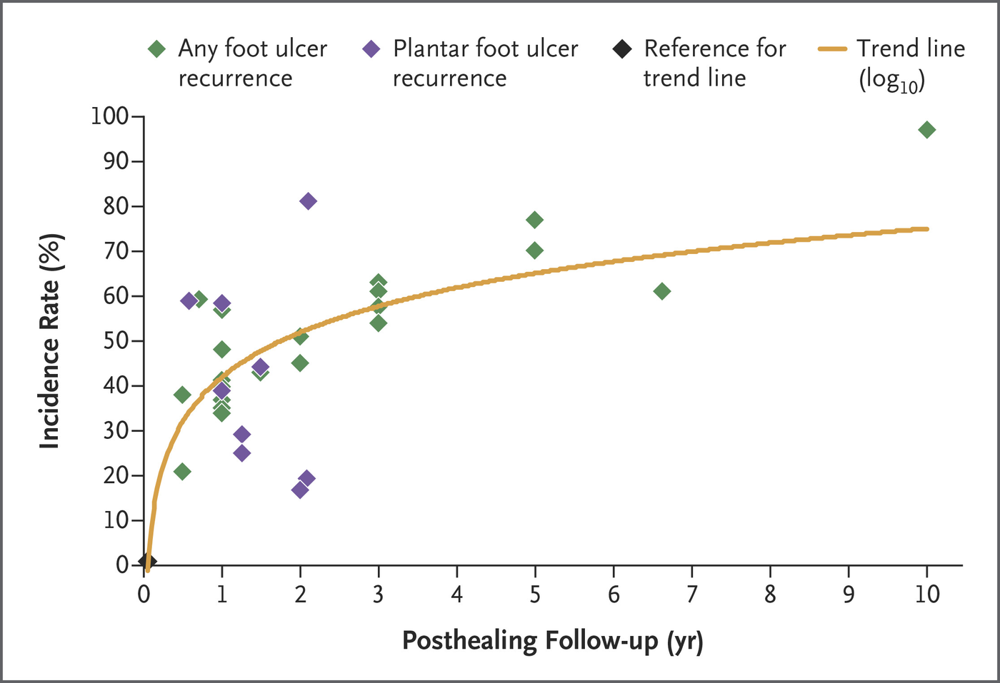 Any foot ulcer
recurrence
Plantar foot ulcer
recurrence
Reference for
trend line
Trend line
(log₁₀)
100
90
80
70
60
50
40
30
20
10
0
Incidence Rate (%)
0 1 2 3 4 5 6 7 8 9 10
Posthealing Follow-up (yr)